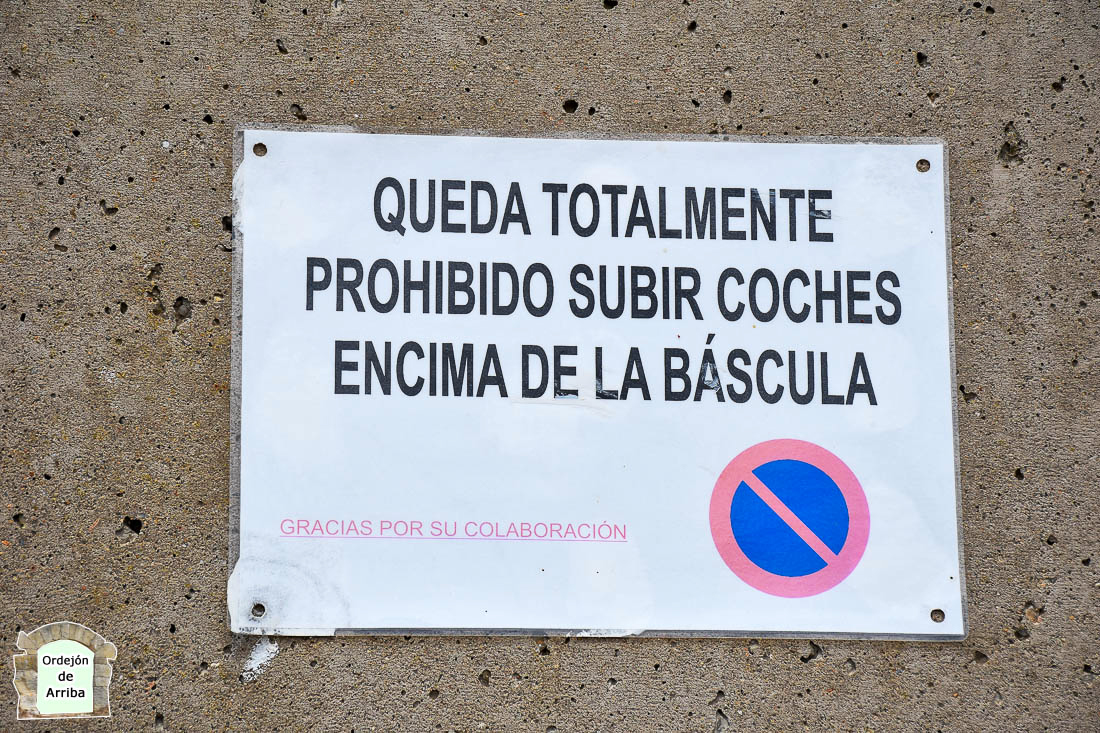 QUEDA TOTALMENTE
PROHIBIDO SUBIR COCHES
ENCIMA DE LA BÁSCULA
GRACIAS POR SU COLABORACIÓN
Ordejón
de
Arriba